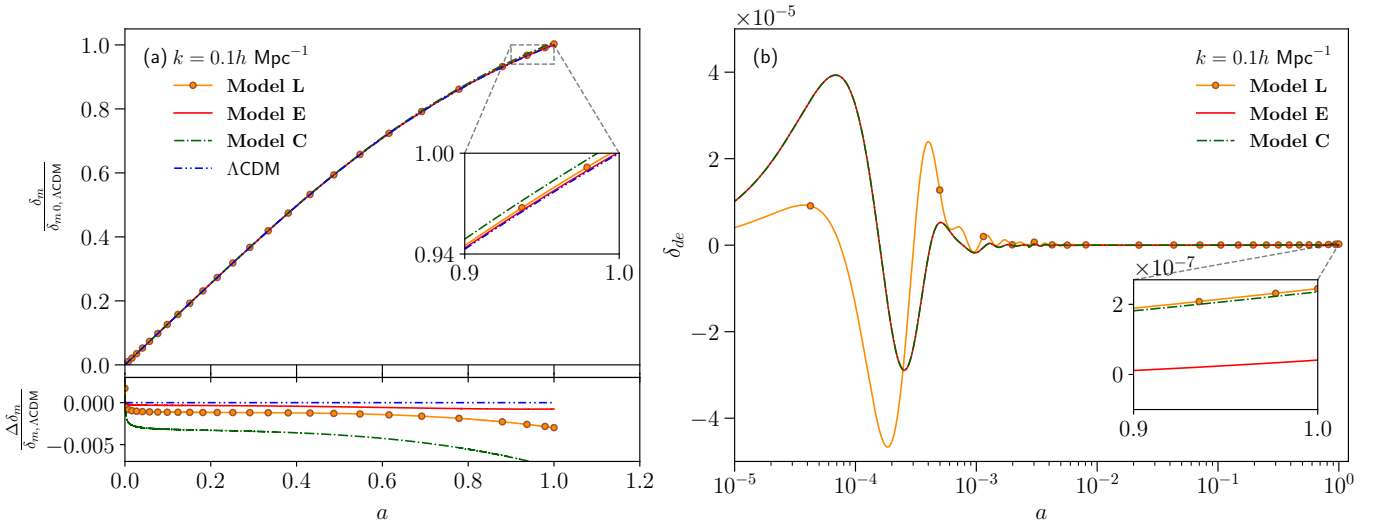 (a)
k = 0.1h Mpc⁻¹
Model L
Model E
Model C
ΛCDM
1.0
0.8
0.6
0.4
0.2
0.0
δₘ
δₘ₀,ΛCDM
1.00
0.94
0.9
1.0
0.000
−0.005
Δδₘ
δₘ,ΛCDM
0.0
0.2
0.4
0.6
0.8
1.0
1.2
a
×10⁻⁵
(b)
k = 0.1h Mpc⁻¹
Model L
Model E
Model C
4
2
0
−2
−4
δ_de
×10⁻⁷
2
0
0.9
1.0
10⁻⁵
10⁻⁴
10⁻³
10⁻²
10⁻¹
10⁰
a